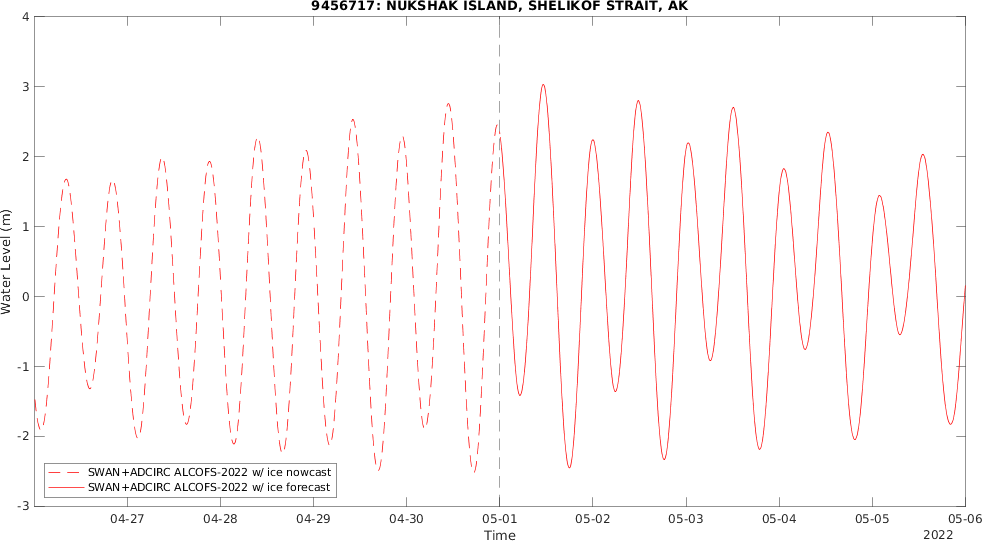 9456717: NUKSHAK ISLAND, SHELIKOF STRAIT, AK
4
3
2
1
0
-1
-2
-3
Water Level (m)
SWAN+ADCIRC ALCOFS-2022 w/ ice nowcast
SWAN+ADCIRC ALCOFS-2022 w/ ice forecast
04-27 04-28 04-29 04-30 05-01 05-02 05-03 05-04 05-05 05-06
Time
2022